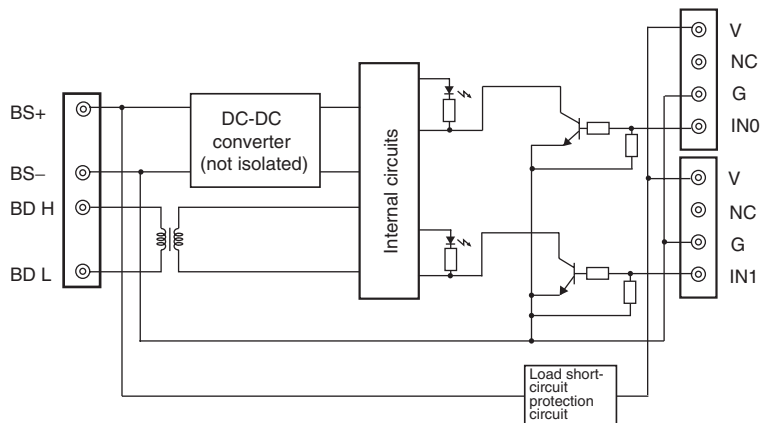 BS+
BS–
BD H
BD L
DC-DC
converter
(not isolated)
Internal circuits
V
NC
G
IN0
V
NC
G
IN1
Load short-
circuit
protection
circuit